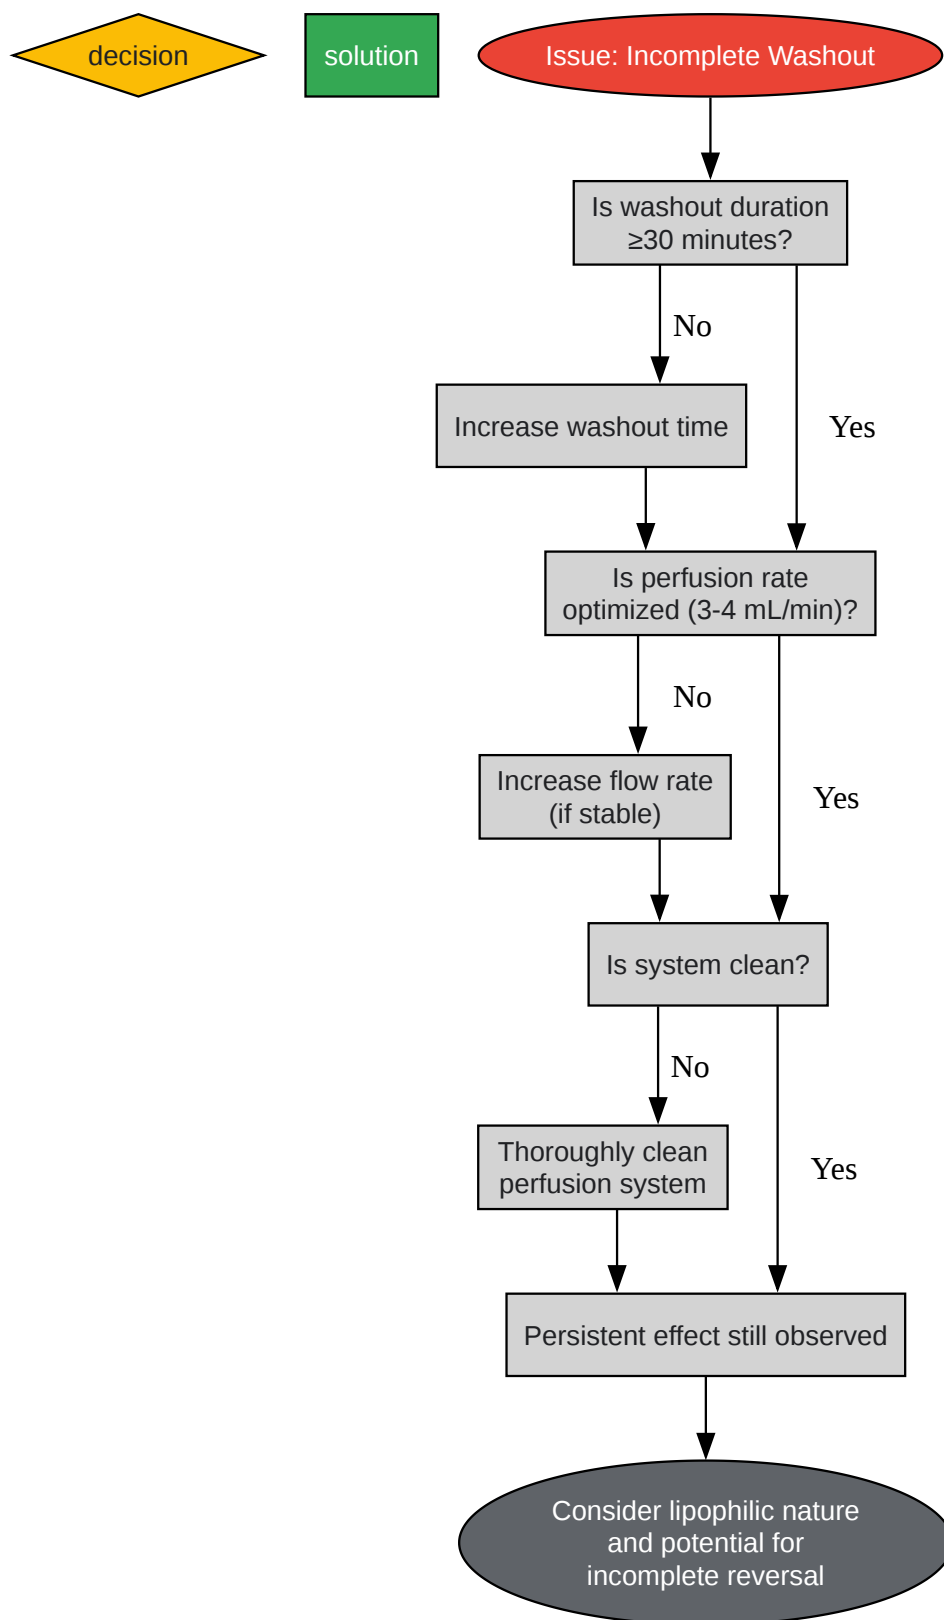 decision
solution
Issue: Incomplete Washout
Is washout duration
≥30 minutes?
No
Increase washout time
Yes
Is perfusion rate
optimized (3-4 mL/min)?
No
Increase flow rate
(if stable)
Yes
Is system clean?
No
Thoroughly clean
perfusion system
Yes
Persistent effect still observed
Consider lipophilic nature
and potential for
incomplete reversal